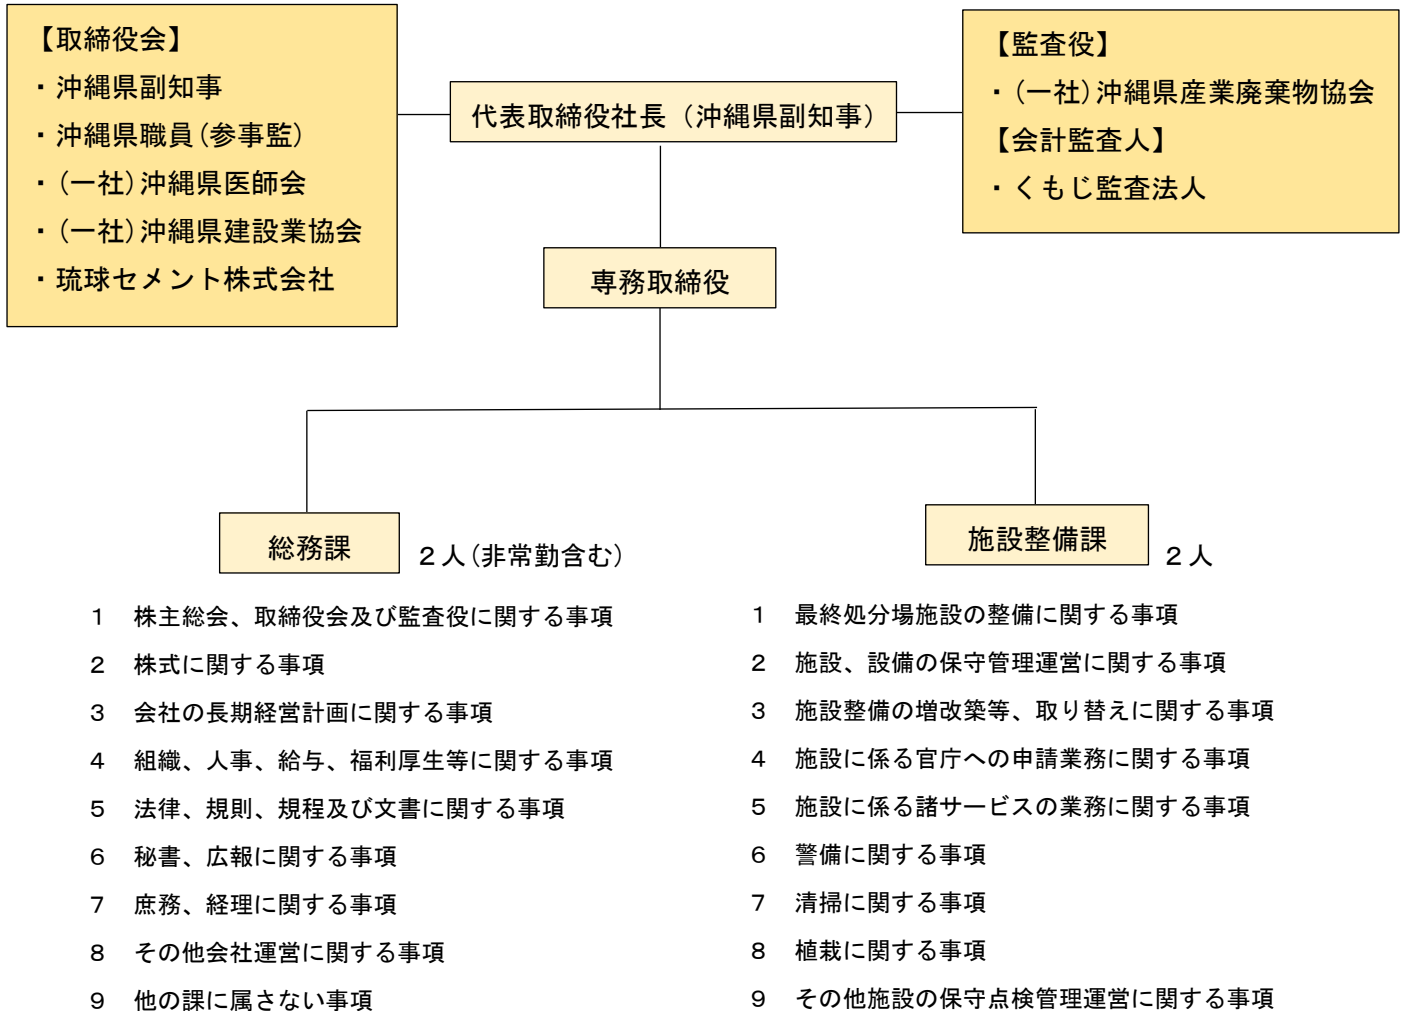 【取締役会】
・沖縄県副知事
・沖縄県職員(参事監)
・(一社)沖縄県医師会
・(一社)沖縄県建設業協会
・琉球セメント株式会社
代表取締役社長（沖縄県副知事）
【監査役】
・(一社)沖縄県産業廃棄物協会
【会計監査人】
・くもじ監査法人
専務取締役
総務課 ２人(非常勤含む)
１ 株主総会、取締役会及び監査役に関する事項
２ 株式に関する事項
３ 会社の長期経営計画に関する事項
４ 組織、人事、給与、福利厚生等に関する事項
５ 法律、規則、規程及び文書に関する事項
６ 秘書、広報に関する事項
７ 庶務、経理に関する事項
８ その他会社運営に関する事項
９ 他の課に属さない事項
施設整備課 ２人
１ 最終処分場施設の整備に関する事項
２ 施設、設備の保守管理運営に関する事項
３ 施設整備の増改築等、取り替えに関する事項
４ 施設に係る官庁への申請業務に関する事項
５ 施設に係る諸サービスの業務に関する事項
６ 警備に関する事項
７ 清掃に関する事項
８ 植栽に関する事項
９ その他施設の保守点検管理運営に関する事項